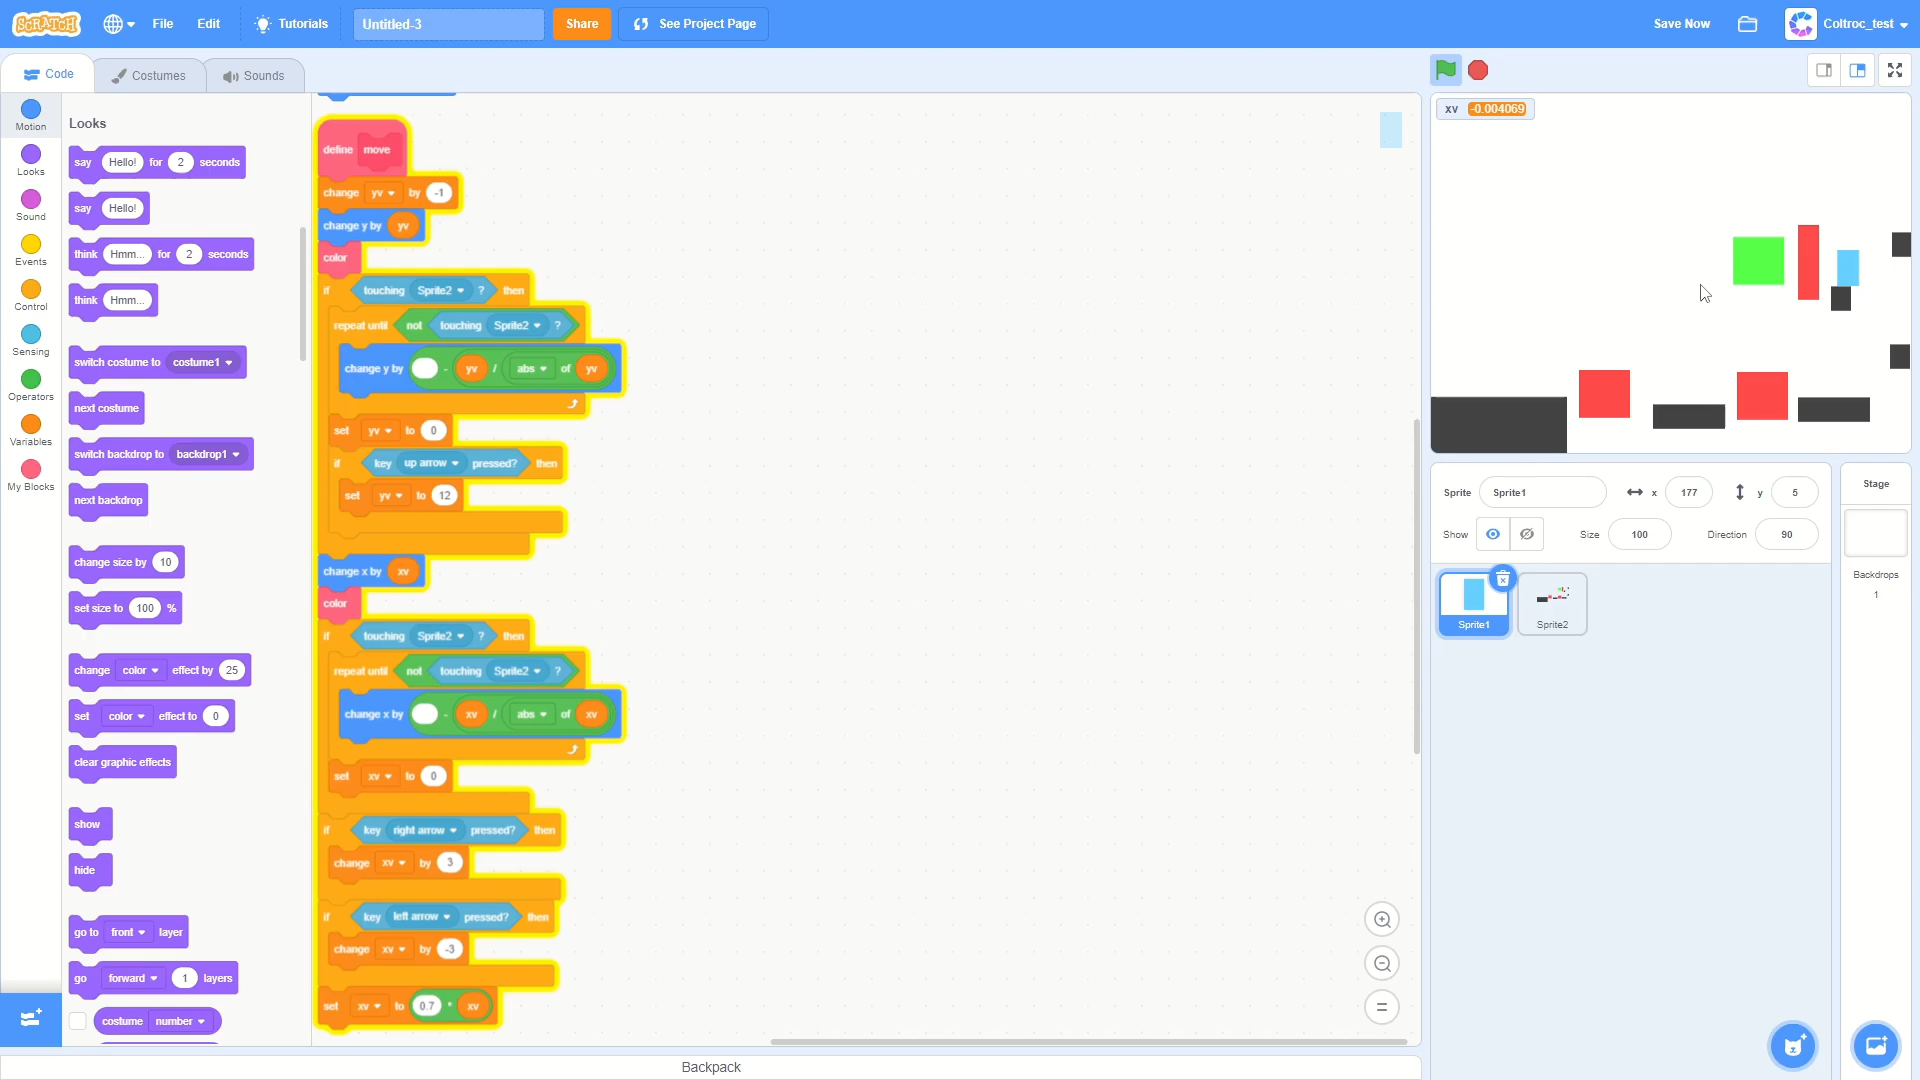 SCRATCH File Edit Tutorials Untitled-3 Share See Project Page Save Now Coltroc_test
Code Costumes Sounds
Motion
Looks
Sound
Events
Control
Sensing
Operators
Variables
My Blocks
Looks
say Hello! for 2 seconds
say Hello!
think Hmm... for 2 seconds
think Hmm...
switch costume to costume1
next costume
switch backdrop to backdrop1
next backdrop
change size by 10
set size to 100 %
change color effect by 25
set color effect to 0
clear graphic effects
show
hide
go to front layer
go forward 1 layers
costume number
define move
change yv by -1
change y by yv
color
if touching Sprite2 ? then
repeat until not touching Sprite2 ?
change y by - yv / abs of yv
set yv to 0
if key up arrow pressed? then
set yv to 12
change x by xv
color
if touching Sprite2 ? then
repeat until not touching Sprite2 ?
change x by - xv / abs of xv
set xv to 0
if key right arrow pressed? then
change xv by 3
if key left arrow pressed? then
change xv by -3
set xv to 0.7 * xv
Backpack
xv -0.004069
Sprite Sprite1 x 177 y 5
Show Size 100 Direction 90
Sprite1
Sprite2
Stage
Backdrops
1